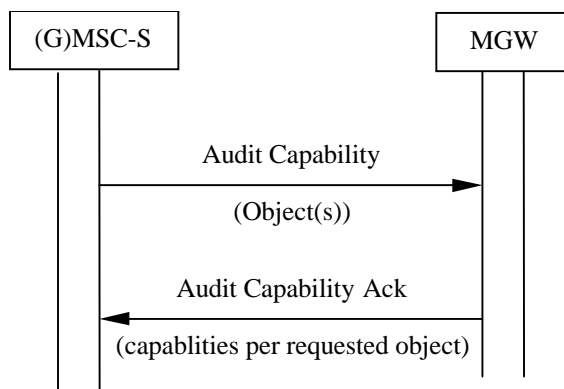 (G)MSC-S
MGW
Audit Capability
(Object(s))
Audit Capability Ack
(capablities per requested object)